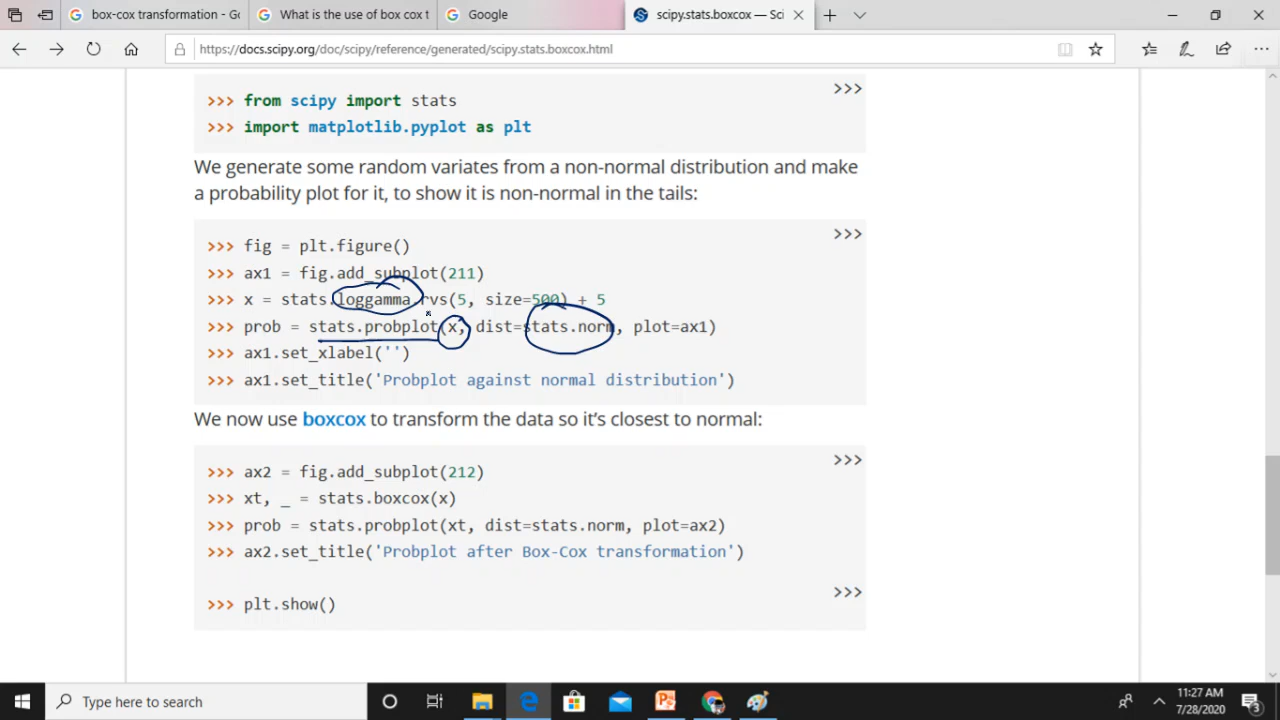 box-cox transformation - Go
What is the use of box cox t
Google
scipy.stats.boxcox — Sci
https://docs.scipy.org/doc/scipy/reference/generated/scipy.stats.boxcox.html
>>>
>>> from scipy import stats
>>> import matplotlib.pyplot as plt
We generate some random variates from a non-normal distribution and make
a probability plot for it, to show it is non-normal in the tails:
>>>
>>> fig = plt.figure()
>>> ax1 = fig.add_subplot(211)
>>> x = stats.loggamma.rvs(5, size=500) + 5
>>> prob = stats.probplot(x, dist=stats.norm, plot=ax1)
>>> ax1.set_xlabel('')
>>> ax1.set_title('Probplot against normal distribution')
We now use boxcox to transform the data so it's closest to normal:
>>>
>>> ax2 = fig.add_subplot(212)
>>> xt, _ = stats.boxcox(x)
>>> prob = stats.probplot(xt, dist=stats.norm, plot=ax2)
>>> ax2.set_title('Probplot after Box-Cox transformation')
>>>
>>> plt.show()
Type here to search
11:27 AM
7/28/2020
3